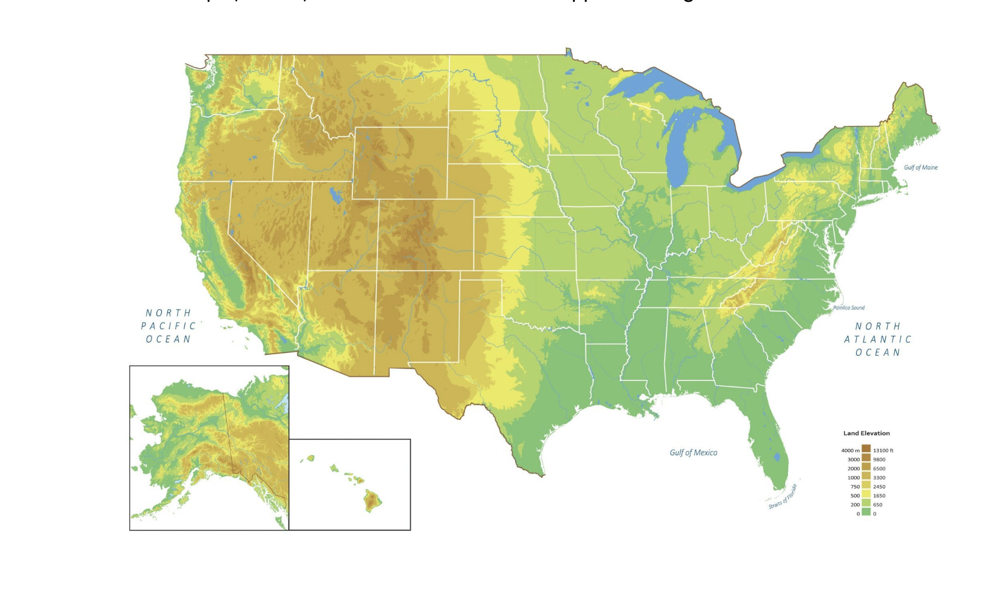 Gulf of Maine
NORTH
PACIFIC
OCEAN
Pamlico Sound
NORTH
ATLANTIC
OCEAN
Gulf of Mexico
Straits of Florida
Land Elevation
4000 m 13100 ft
3000 9800
2000 6500
1000 3300
750 2450
500 1650
200 650
0 0